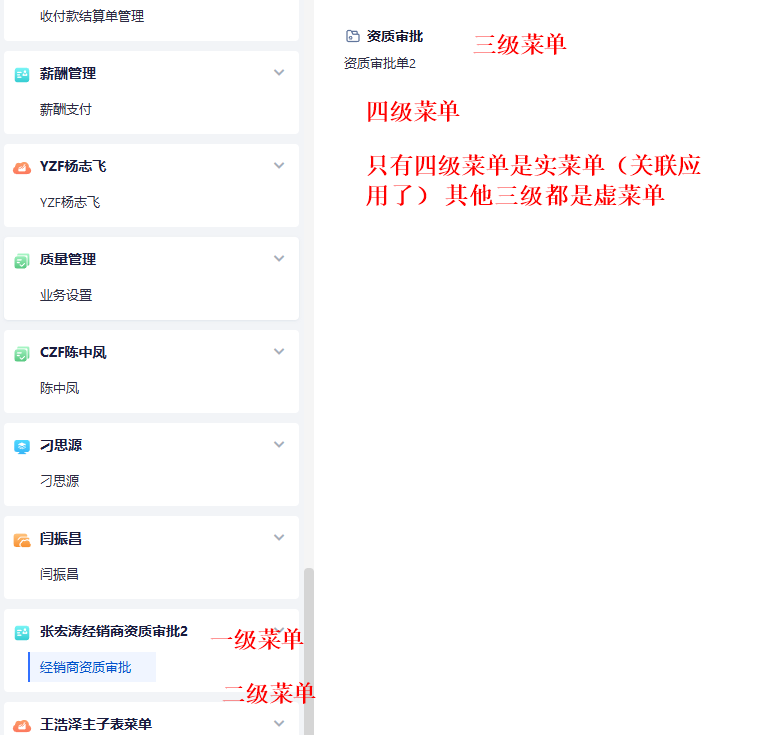 收付款结算单管理
薪酬管理
薪酬支付
YZF杨志飞
YZF杨志飞
质量管理
业务设置
CZF陈中凤
陈中凤
刁思源
刁思源
闫振昌
闫振昌
张宏涛经销商资质审批2
一级菜单
经销商资质审批
二级菜单
王浩泽主子表菜单
资质审批
三级菜单
资质审批单2
四级菜单
只有四级菜单是实菜单（关联应
用了） 其他三级都是虚菜单